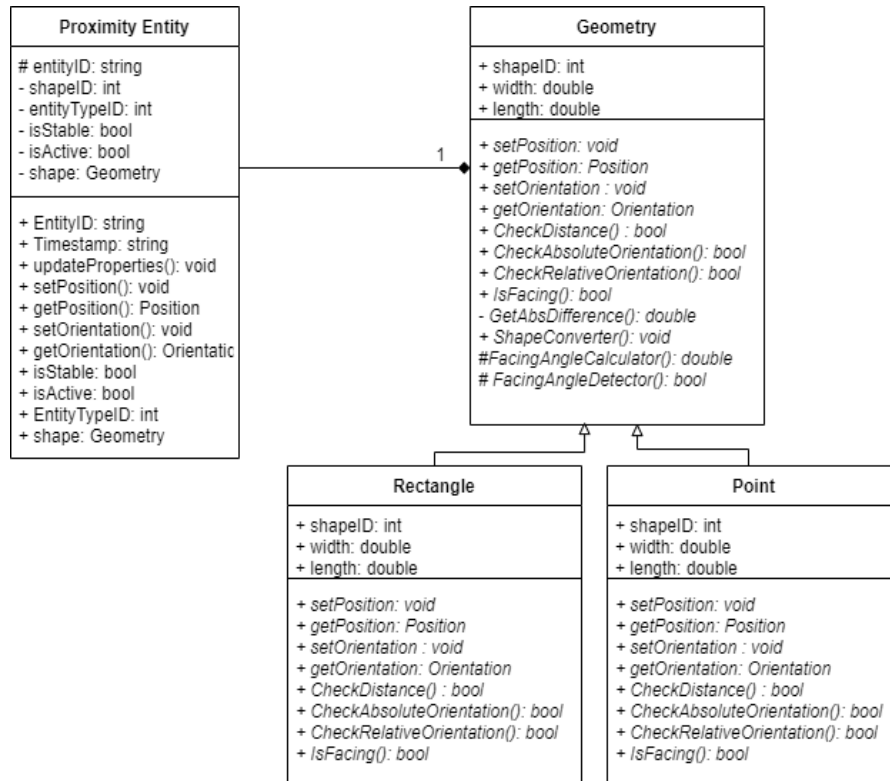 Proximity Entity
# entityID: string
- shapeID: int
- entityTypeID: int
- isStable: bool
- isActive: bool
- shape: Geometry
+ EntityID: string
+ Timestamp: string
+ updateProperties(): void
+ setPosition(): void
+ getPosition(): Position
+ setOrientation(): void
+ getOrientation(): Orientatic
+ isStable: bool
+ isActive: bool
+ EntityTypeID: int
+ shape: Geometry
1
Geometry
+ shapeID: int
+ width: double
+ length: double
+ setPosition: void
+ getPosition: Position
+ setOrientation : void
+ getOrientation: Orientation
+ CheckDistance() : bool
+ CheckAbsoluteOrientation(): bool
+ CheckRelativeOrientation(): bool
+ IsFacing(): bool
- GetAbsDifference(): double
+ ShapeConverter(): void
#FacingAngleCalculator(): double
# FacingAngleDetector(): bool
Rectangle
+ shapeID: int
+ width: double
+ length: double
+ setPosition: void
+ getPosition: Position
+ setOrientation : void
+ getOrientation: Orientation
+ CheckDistance() : bool
+ CheckAbsoluteOrientation(): bool
+ CheckRelativeOrientation(): bool
+ IsFacing(): bool
Point
+ shapeID: int
+ width: double
+ length: double
+ setPosition: void
+ getPosition: Position
+ setOrientation : void
+ getOrientation: Orientation
+ CheckDistance() : bool
+ CheckAbsoluteOrientation(): bool
+ CheckRelativeOrientation(): bool
+ IsFacing(): bool